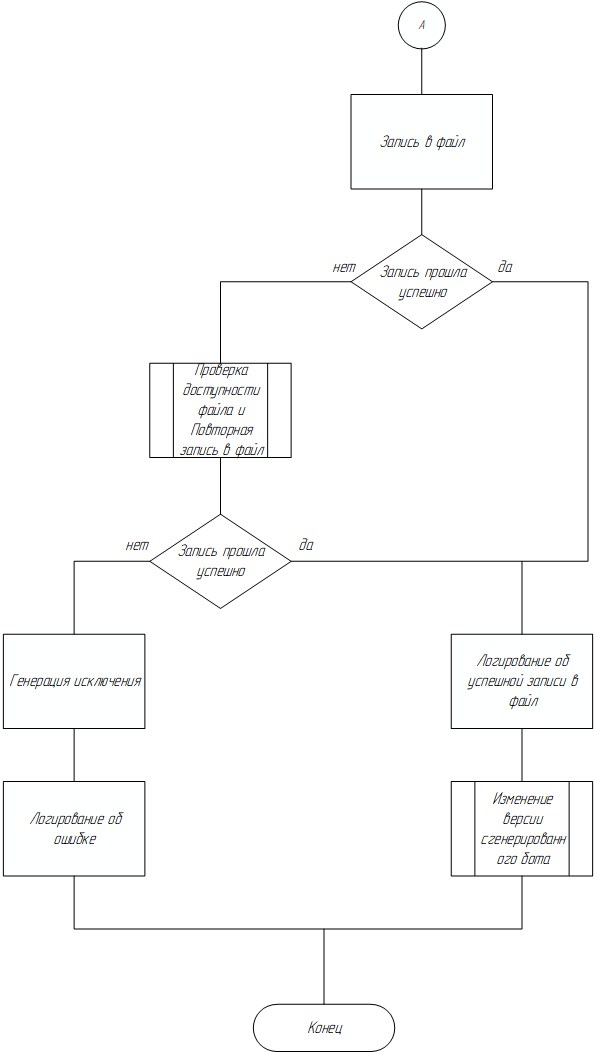 А
Запись в файл
нет
Запись прошла
успешно
да
Проверка
доступности
файла и
Повторная
запись в файл
нет
Запись прошла
успешно
да
Генерация исключения
Логирование об
успешной записи в
файл
Логирование об
ошибке
Изменение
версии
сгенерированн
ого бота
Конец